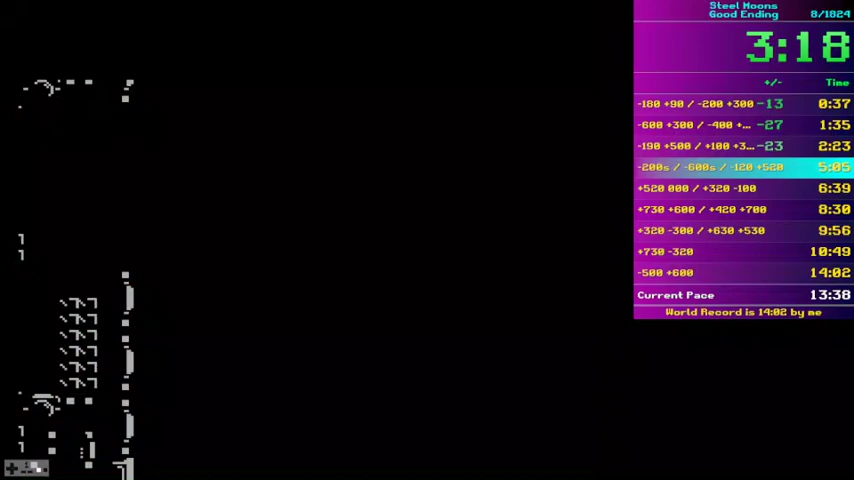 Steel Moons
Good Ending 8/1824
3:18
+/- Time
-180 +90 / -200 +300 -13 0:37
-600 +300 / -400 +... -27 1:35
-190 +500 / +100 +3... -23 2:23
-200s / -600s / -120 +520 5:05
+520 000 / +320 -100 6:39
+730 +600 / +420 +700 8:30
+320 -300 / +630 +530 9:56
+730 -320 10:49
-500 +600 14:02
Current Pace 13:38
World Record is 14:02 by me